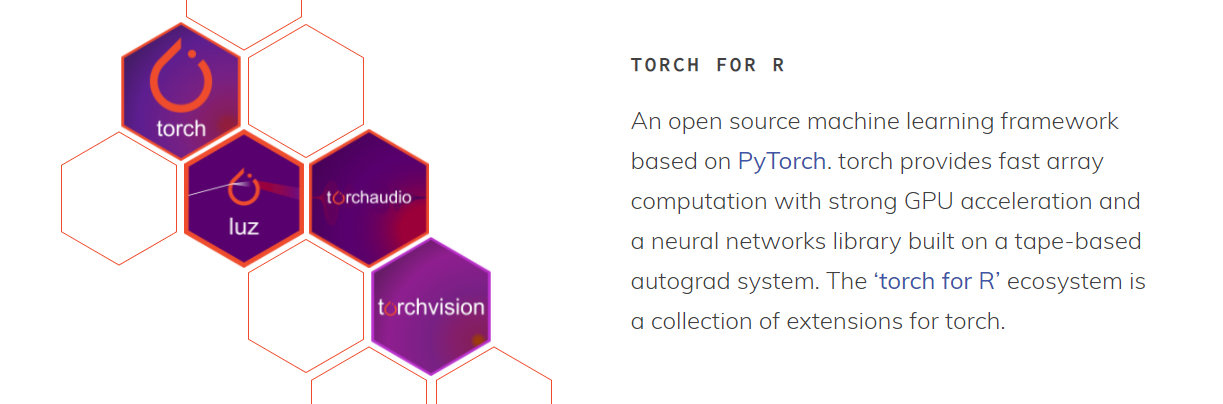 torch
luz
torchaudio
torchvision
TORCH FOR R
An open source machine learning framework
based on PyTorch. torch provides fast array
computation with strong GPU acceleration and
a neural networks library built on a tape-based
autograd system. The ‘torch for R’ ecosystem is
a collection of extensions for torch.